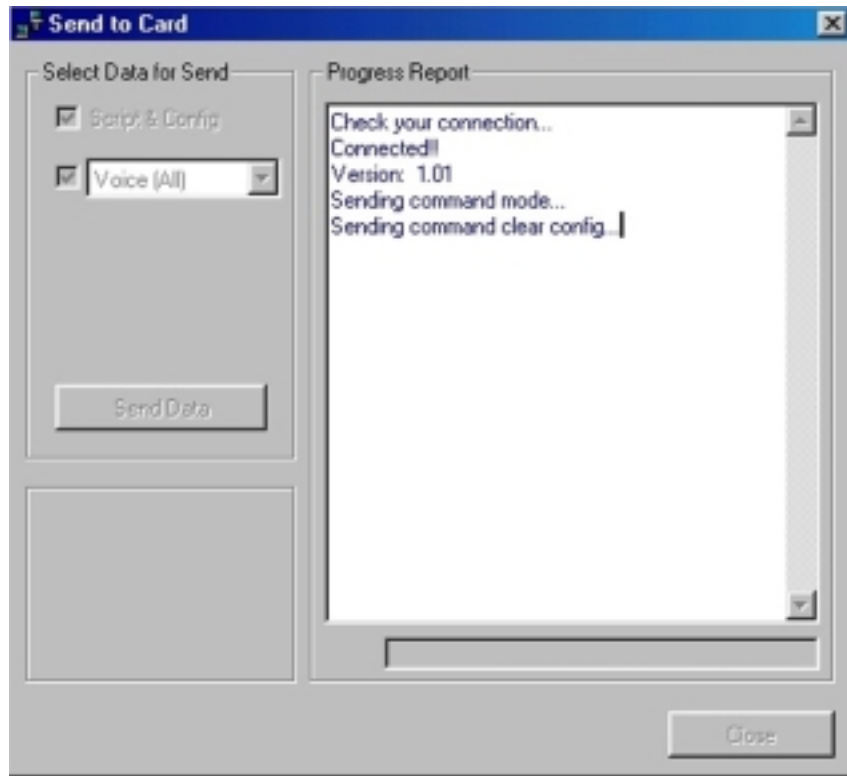 Send to Card
Select Data for Send
Script & Config
Voice (All)
Send Data
Progress Report
Check your connection...
Connected!!
Version: 1.01
Sending command mode...
Sending command clear config...
Close